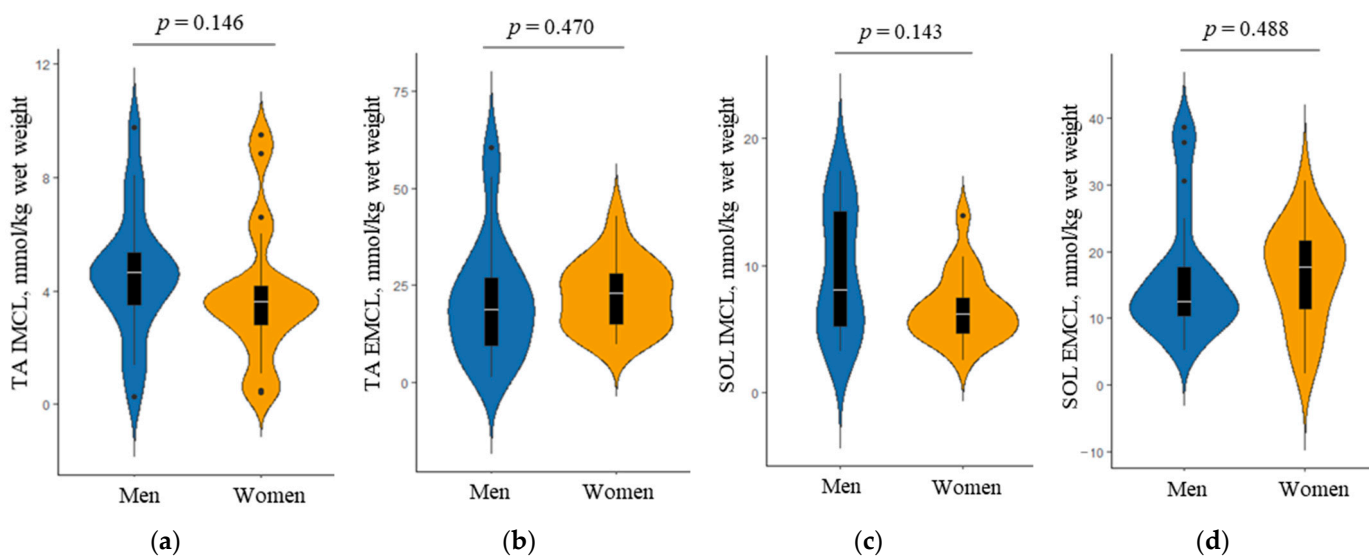 p = 0.146
p = 0.470
p = 0.143
p = 0.488
TA IMCL, mmol/kg wet weight
12
8
4
0
Men
Women
TA EMCL, mmol/kg wet weight
75
50
25
0
Men
Women
SOL IMCL, mmol/kg wet weight
20
10
0
Men
Women
SOL EMCL, mmol/kg wet weight
40
30
20
10
0
−10
Men
Women
(a)
(b)
(c)
(d)